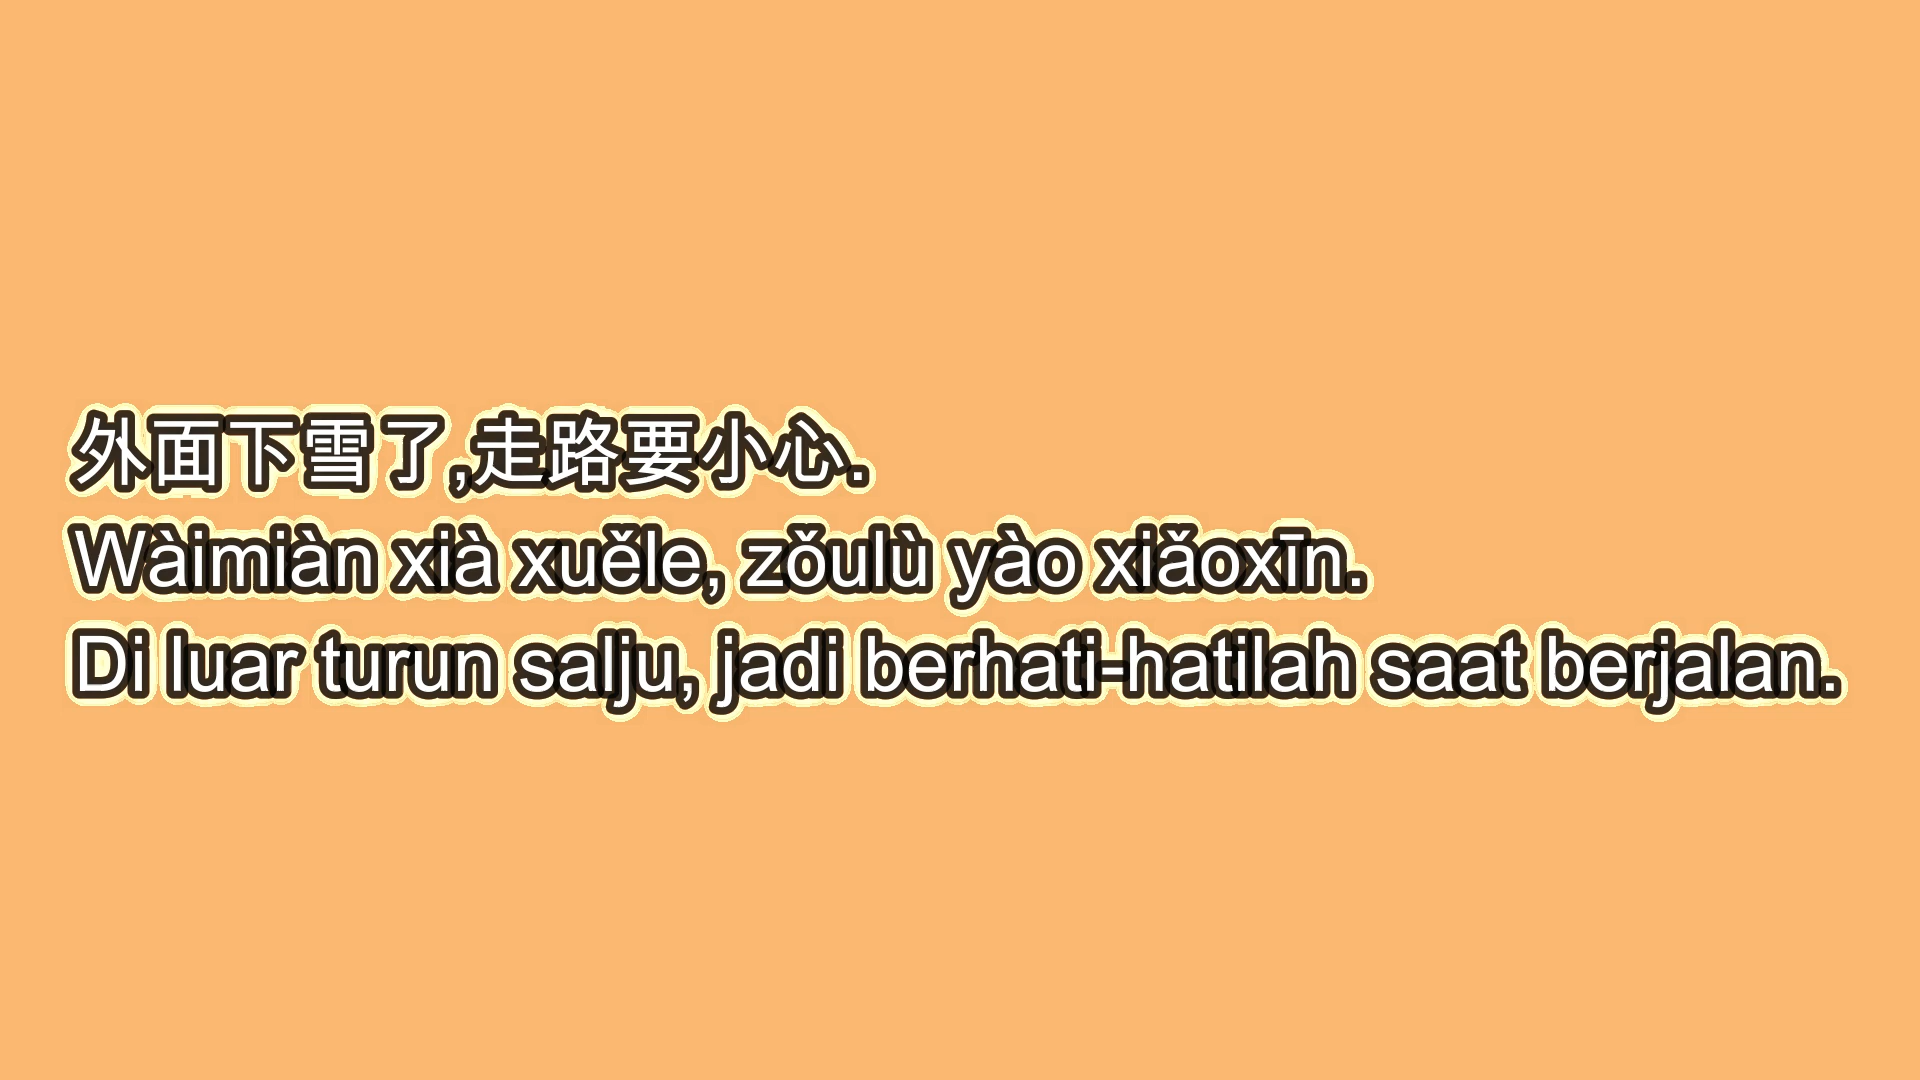 外面下雪了,走路要小心.
Wàimiàn xià xuěle, zǒulù yào xiǎoxīn.
Di luar turun salju, jadi berhati-hatilah saat berjalan.